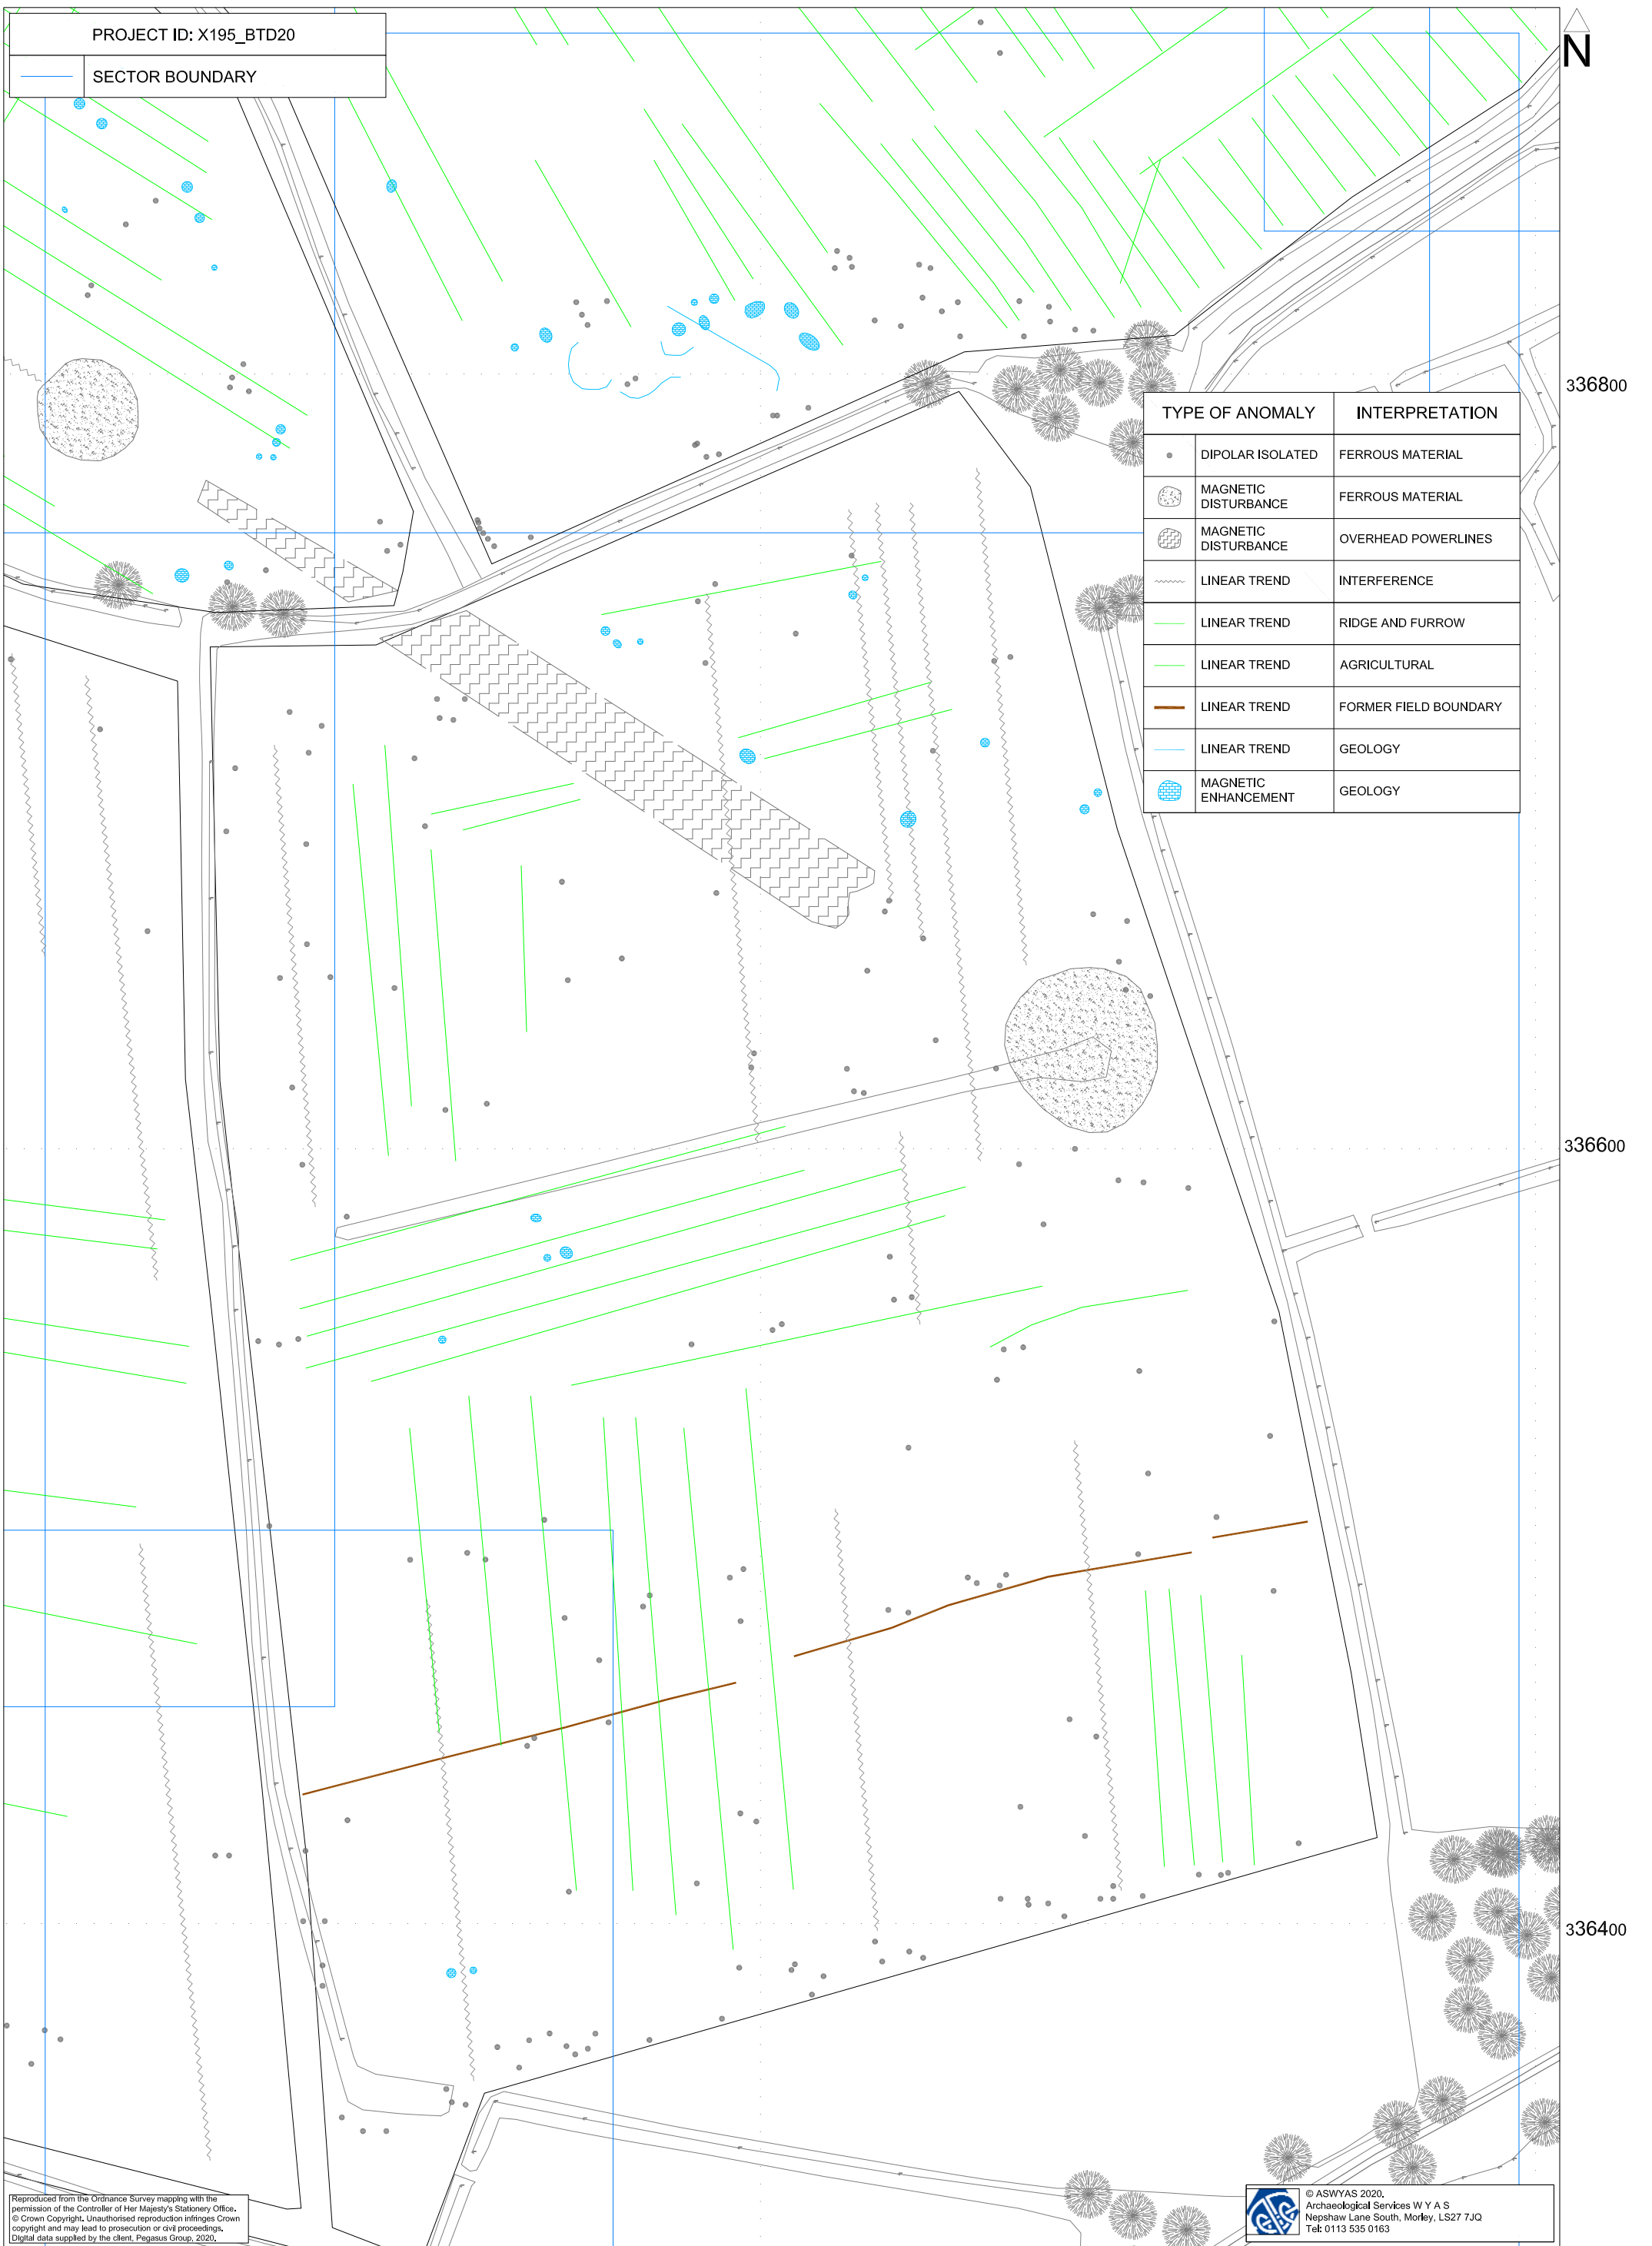 PROJECT ID: X195_BTD20
SECTOR BOUNDARY
N
336800
TYPE OF ANOMALY INTERPRETATION
DIPOLAR ISOLATED FERROUS MATERIAL
MAGNETIC
DISTURBANCE FERROUS MATERIAL
MAGNETIC
DISTURBANCE OVERHEAD POWERLINES
LINEAR TREND INTERFERENCE
LINEAR TREND RIDGE AND FURROW
LINEAR TREND AGRICULTURAL
LINEAR TREND FORMER FIELD BOUNDARY
LINEAR TREND GEOLOGY
MAGNETIC
ENHANCEMENT GEOLOGY
336600
336400
Reproduced from the Ordnance Survey mapping with the
permission of the Controller of Her Majesty's Stationery Office.
© Crown Copyright. Unauthorised reproduction infringes Crown
copyright and may lead to prosecution or civil proceedings.
Digital data supplied by the client, Pegasus Group, 2020.
© ASWYAS 2020.
Archaeological Services W Y A S
Nepshaw Lane South, Morley, LS27 7JQ
Tel: 0113 535 0163